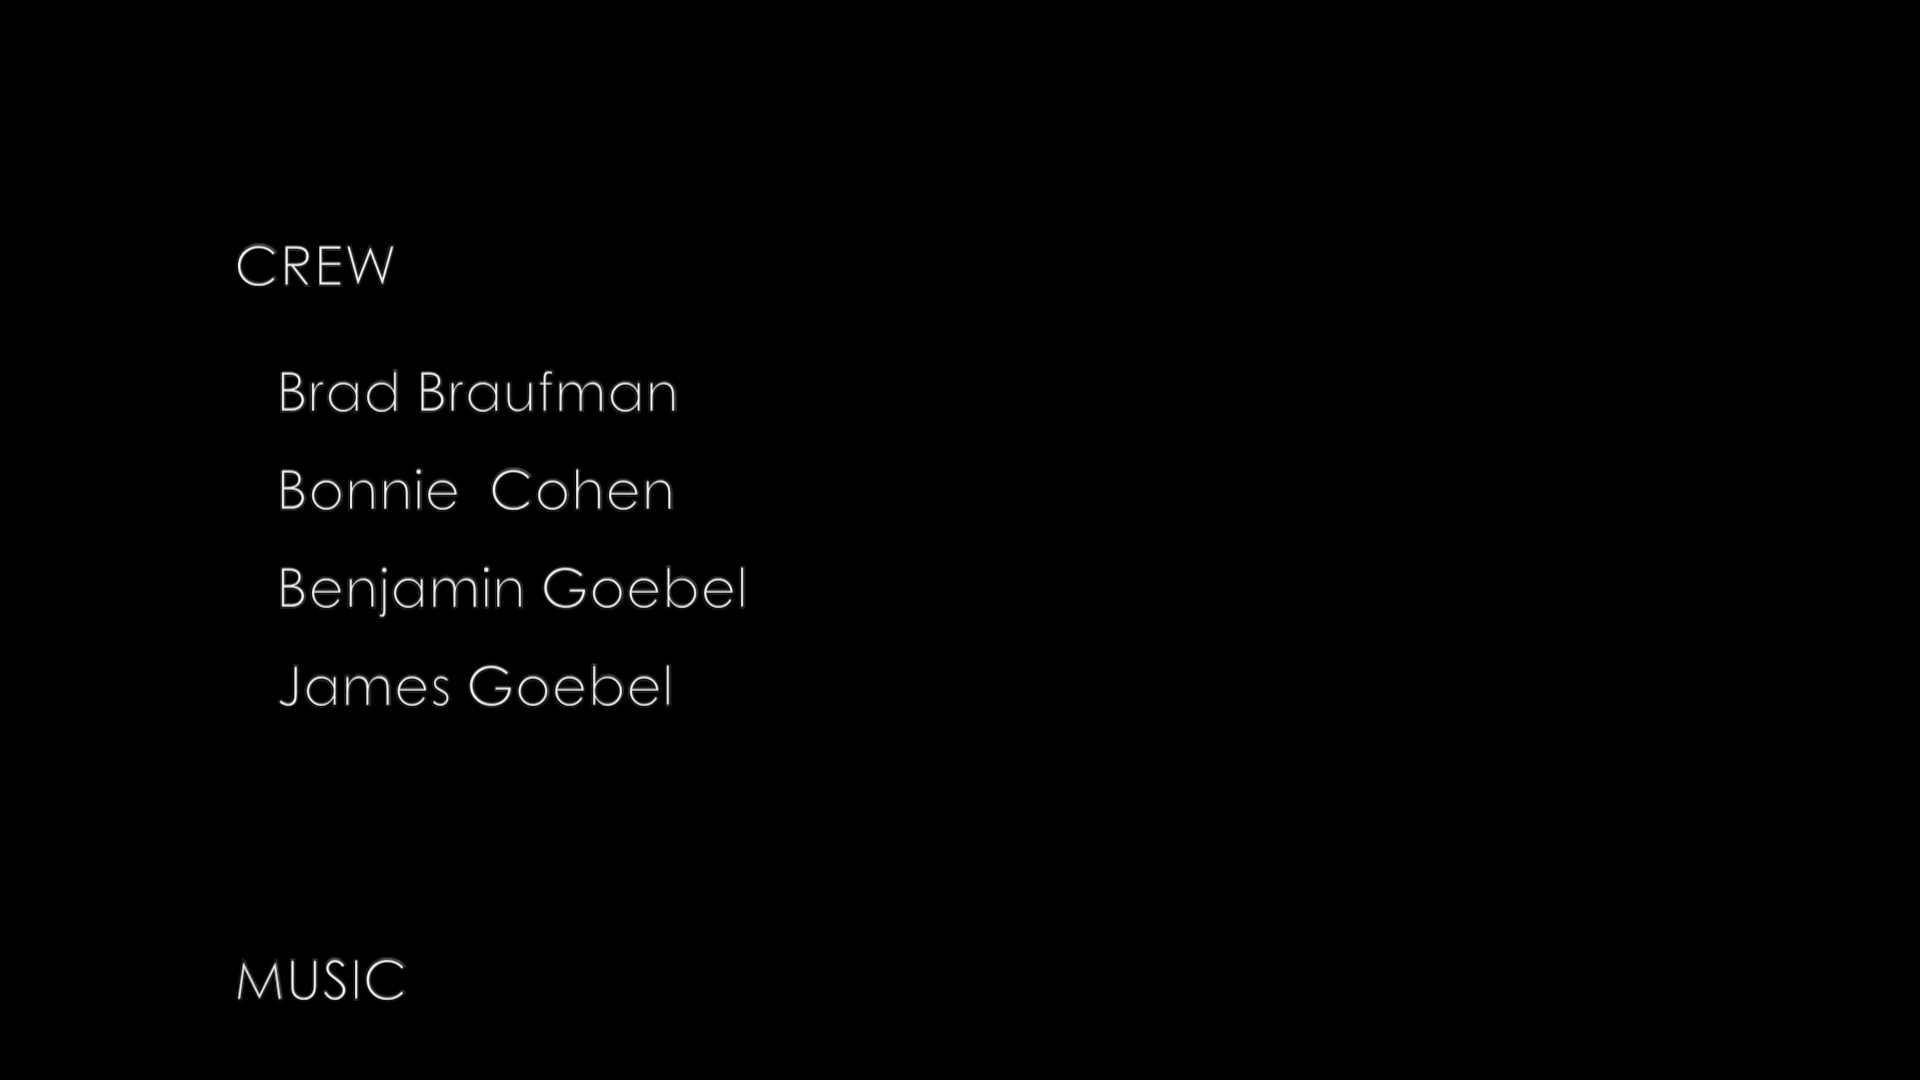 CREW
Brad Braufman
Bonnie  Cohen
Benjamin Goebel
James Goebel
MUSIC